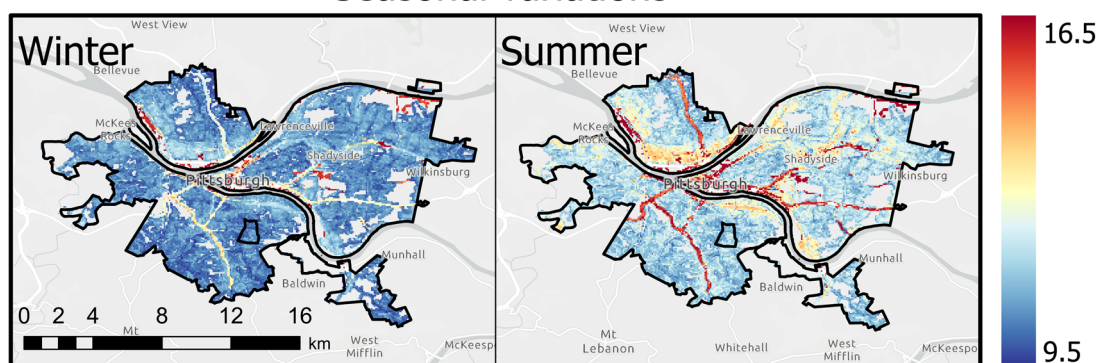 Seasonal Variations
West View
Winter
Bellevue
McKees
Rocks
Lawrenceville
Shadyside
Pittsburgh
Wilkinsburg
Munhall
Baldwin
0 2 4 8 12 16
km
Mt
West
Mifflin
McKeesp
West View
Summer
Bellevue
McKees
Rocks
Lawrenceville
Shadyside
Pittsburgh
Wilkinsburg
Munhall
Baldwin
Mt
Lebanon
Whitehall
West
Mifflin
McKeespo
16.5
9.5